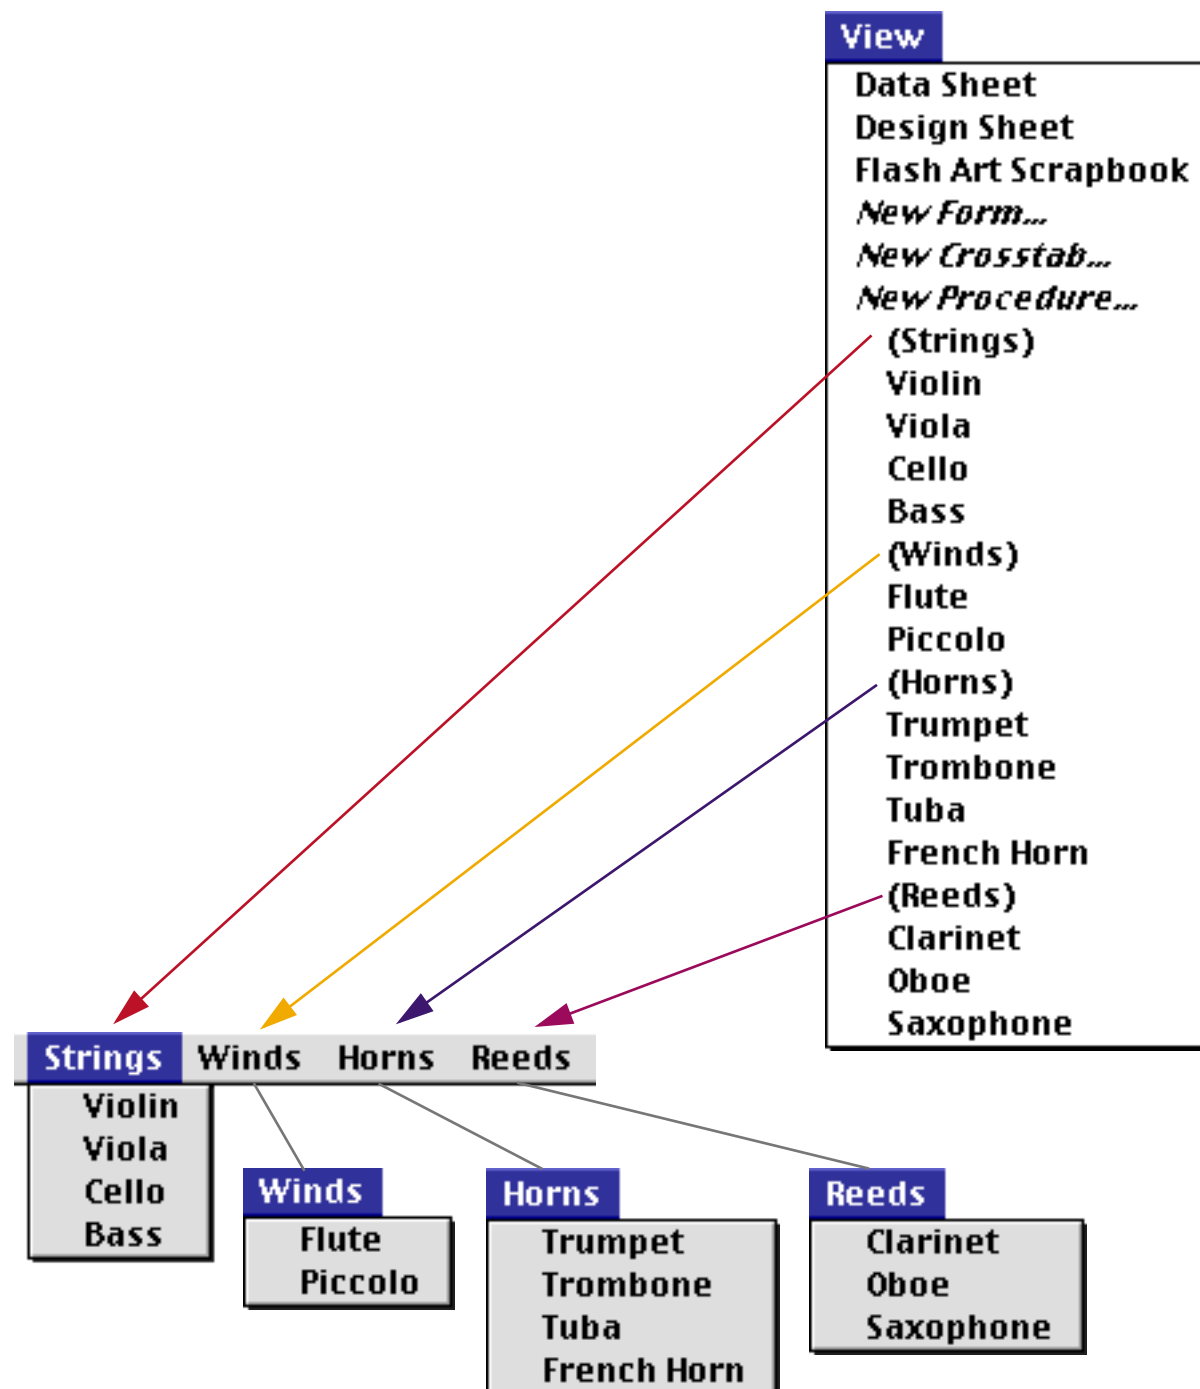 View
Data Sheet
Design Sheet
Flash Art Scrapbook
New Form...
New Crosstab...
New Procedure...
(Strings)
Violin
Viola
Cello
Bass
(Winds)
Flute
Piccolo
(Horns)
Trumpet
Trombone
Tuba
French Horn
(Reeds)
Clarinet
Oboe
Saxophone
Strings Winds Horns Reeds
Violin
Viola
Cello
Bass
Winds
Flute
Piccolo
Horns
Trumpet
Trombone
Tuba
French Horn
Reeds
Clarinet
Oboe
Saxophone